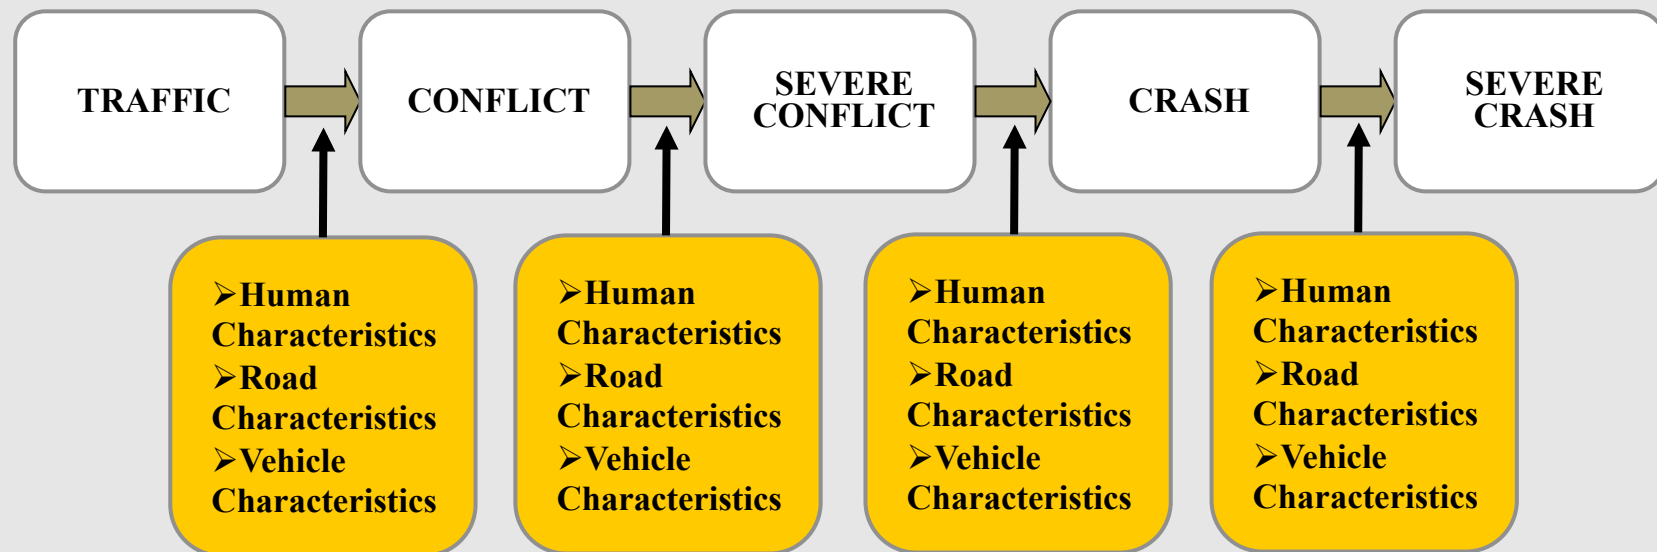 TRAFFIC
CONFLICT
SEVERE
CONFLICT
CRASH
SEVERE
CRASH
➢Human
Characteristics
➢Road
Characteristics
➢Vehicle
Characteristics
➢Human
Characteristics
➢Road
Characteristics
➢Vehicle
Characteristics
➢Human
Characteristics
➢Road
Characteristics
➢Vehicle
Characteristics
➢Human
Characteristics
➢Road
Characteristics
➢Vehicle
Characteristics